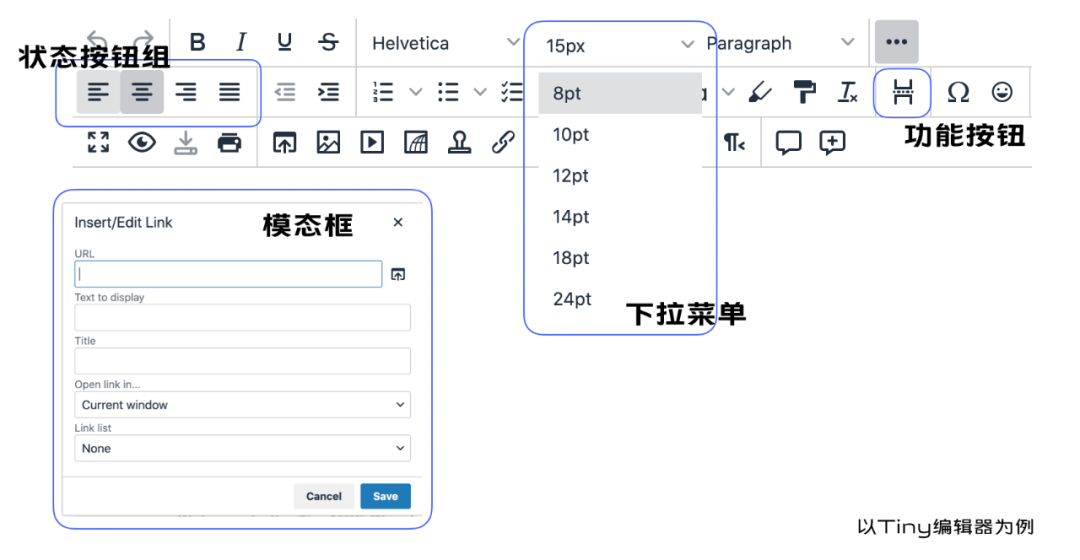 状态按钮组
B I U S Helvetica 15px Paragraph
功能按钮
8pt
10pt
12pt
14pt
18pt
24pt
下拉菜单
模态框
Insert/Edit Link
URL
Text to display
Title
Open link in...
Current window
Link list
None
Cancel Save
以Tiny编辑器为例